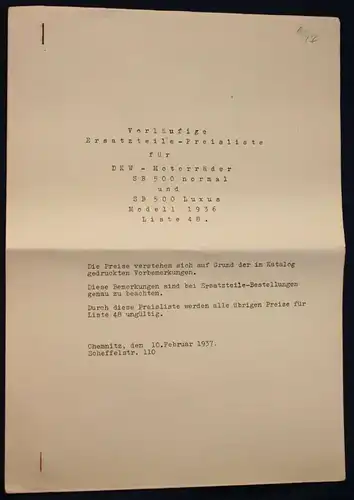 Vorläufige
Ersatzteile-Preisliste
für
DKW - Motorräder
SB 500 normal
und
SB 500 Luxus
Modell 1936
Liste 48.
Die Preise verstehen sich auf Grund der im Katalog
gedruckten Vorbemerkungen.
Diese Bemerkungen sind bei Ersatzteile-Bestellungen
genau zu beachten.
Durch diese Preisliste werden alle übrigen Preise für
Liste 48 ungültig.
Chemnitz, den 10.Februar 1937.
Scheffelstr. 110